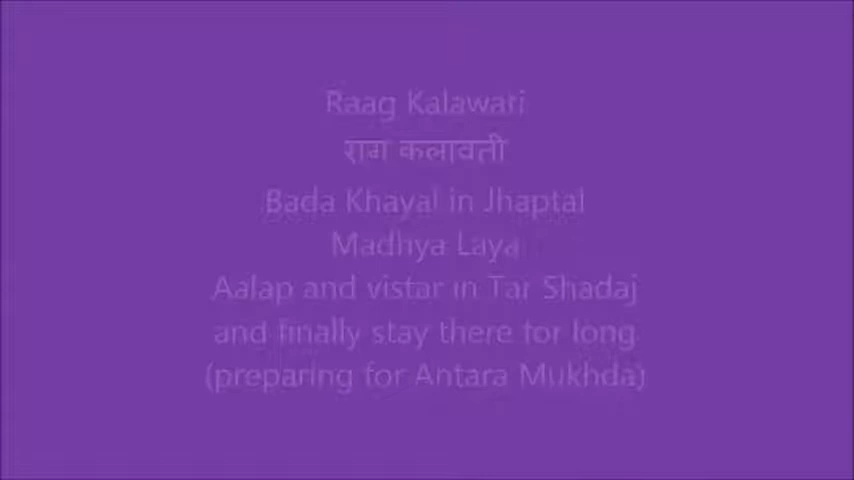 Raag Kalawati
राग कलावती
Bada Khayal in Jhaptal
Madhya Laya
Aalap and vistar in Tar Shadaj
and finally stay there for long
(preparing for Antara Mukhda)